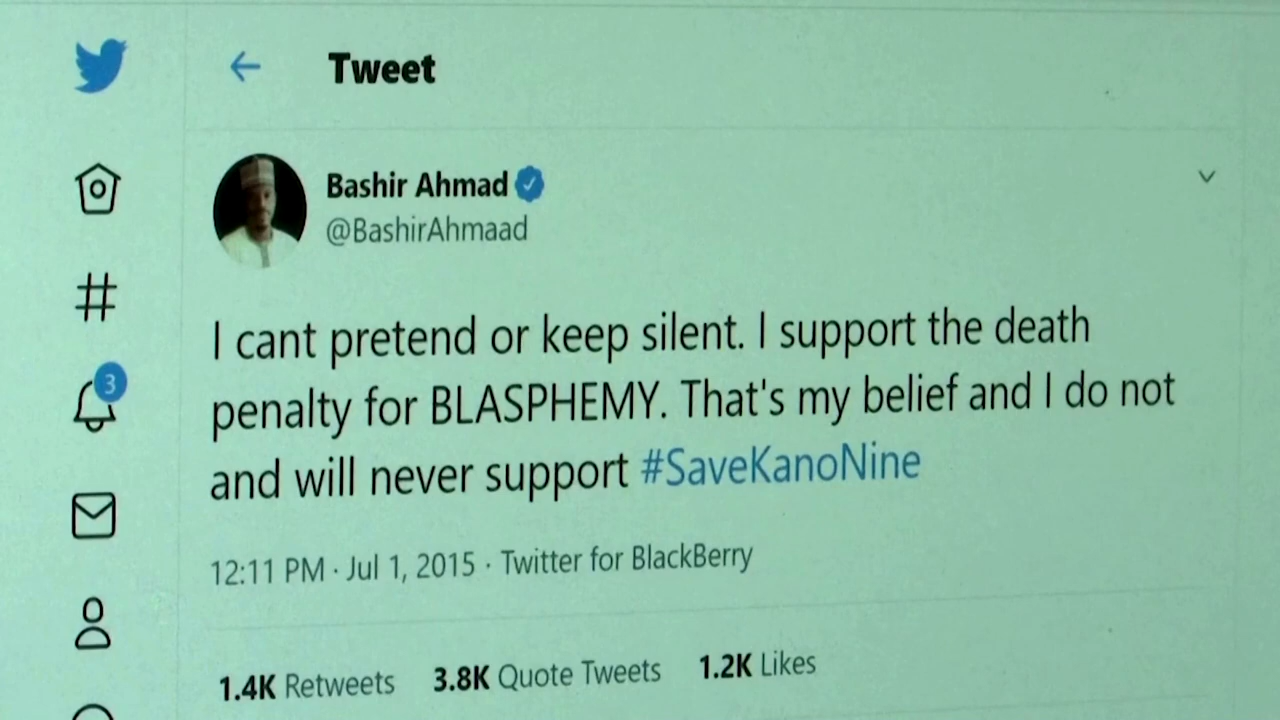 Tweet
Bashir Ahmad
@BashirAhmaad
I cant pretend or keep silent. I support the death
penalty for BLASPHEMY. That's my belief and I do not
and will never support #SaveKanoNine
12:11 PM · Jul 1, 2015 · Twitter for BlackBerry
1.4K Retweets 3.8K Quote Tweets 1.2K Likes
3